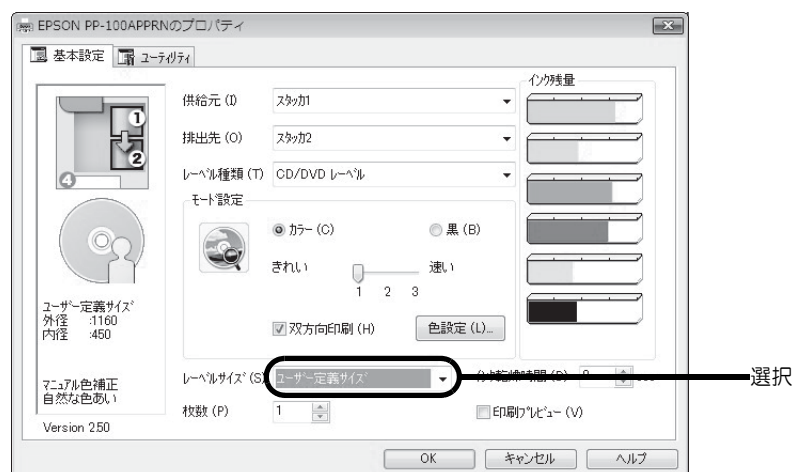 EPSON PP-100APPRNのプロパティ
基本設定 ユーティリティ
1
2
4
ユーザー定義サイズ
外径 :1160
内径 :450
マニュアル色補正
自然な色あい
Version 2.50
供給元 (I) スタッカ1
排出先 (O) スタッカ2
レーベル種類 (T) CD/DVD レーベル
モード設定
カラー (C) 黒 (B)
きれい 速い
1 2 3
双方向印刷 (H) 色設定 (L)...
レーベルサイズ (S) ユーザー定義サイズ
選択
枚数 (P) 1 印刷プレビュー (V)
インク残量
OK キャンセル ヘルプ